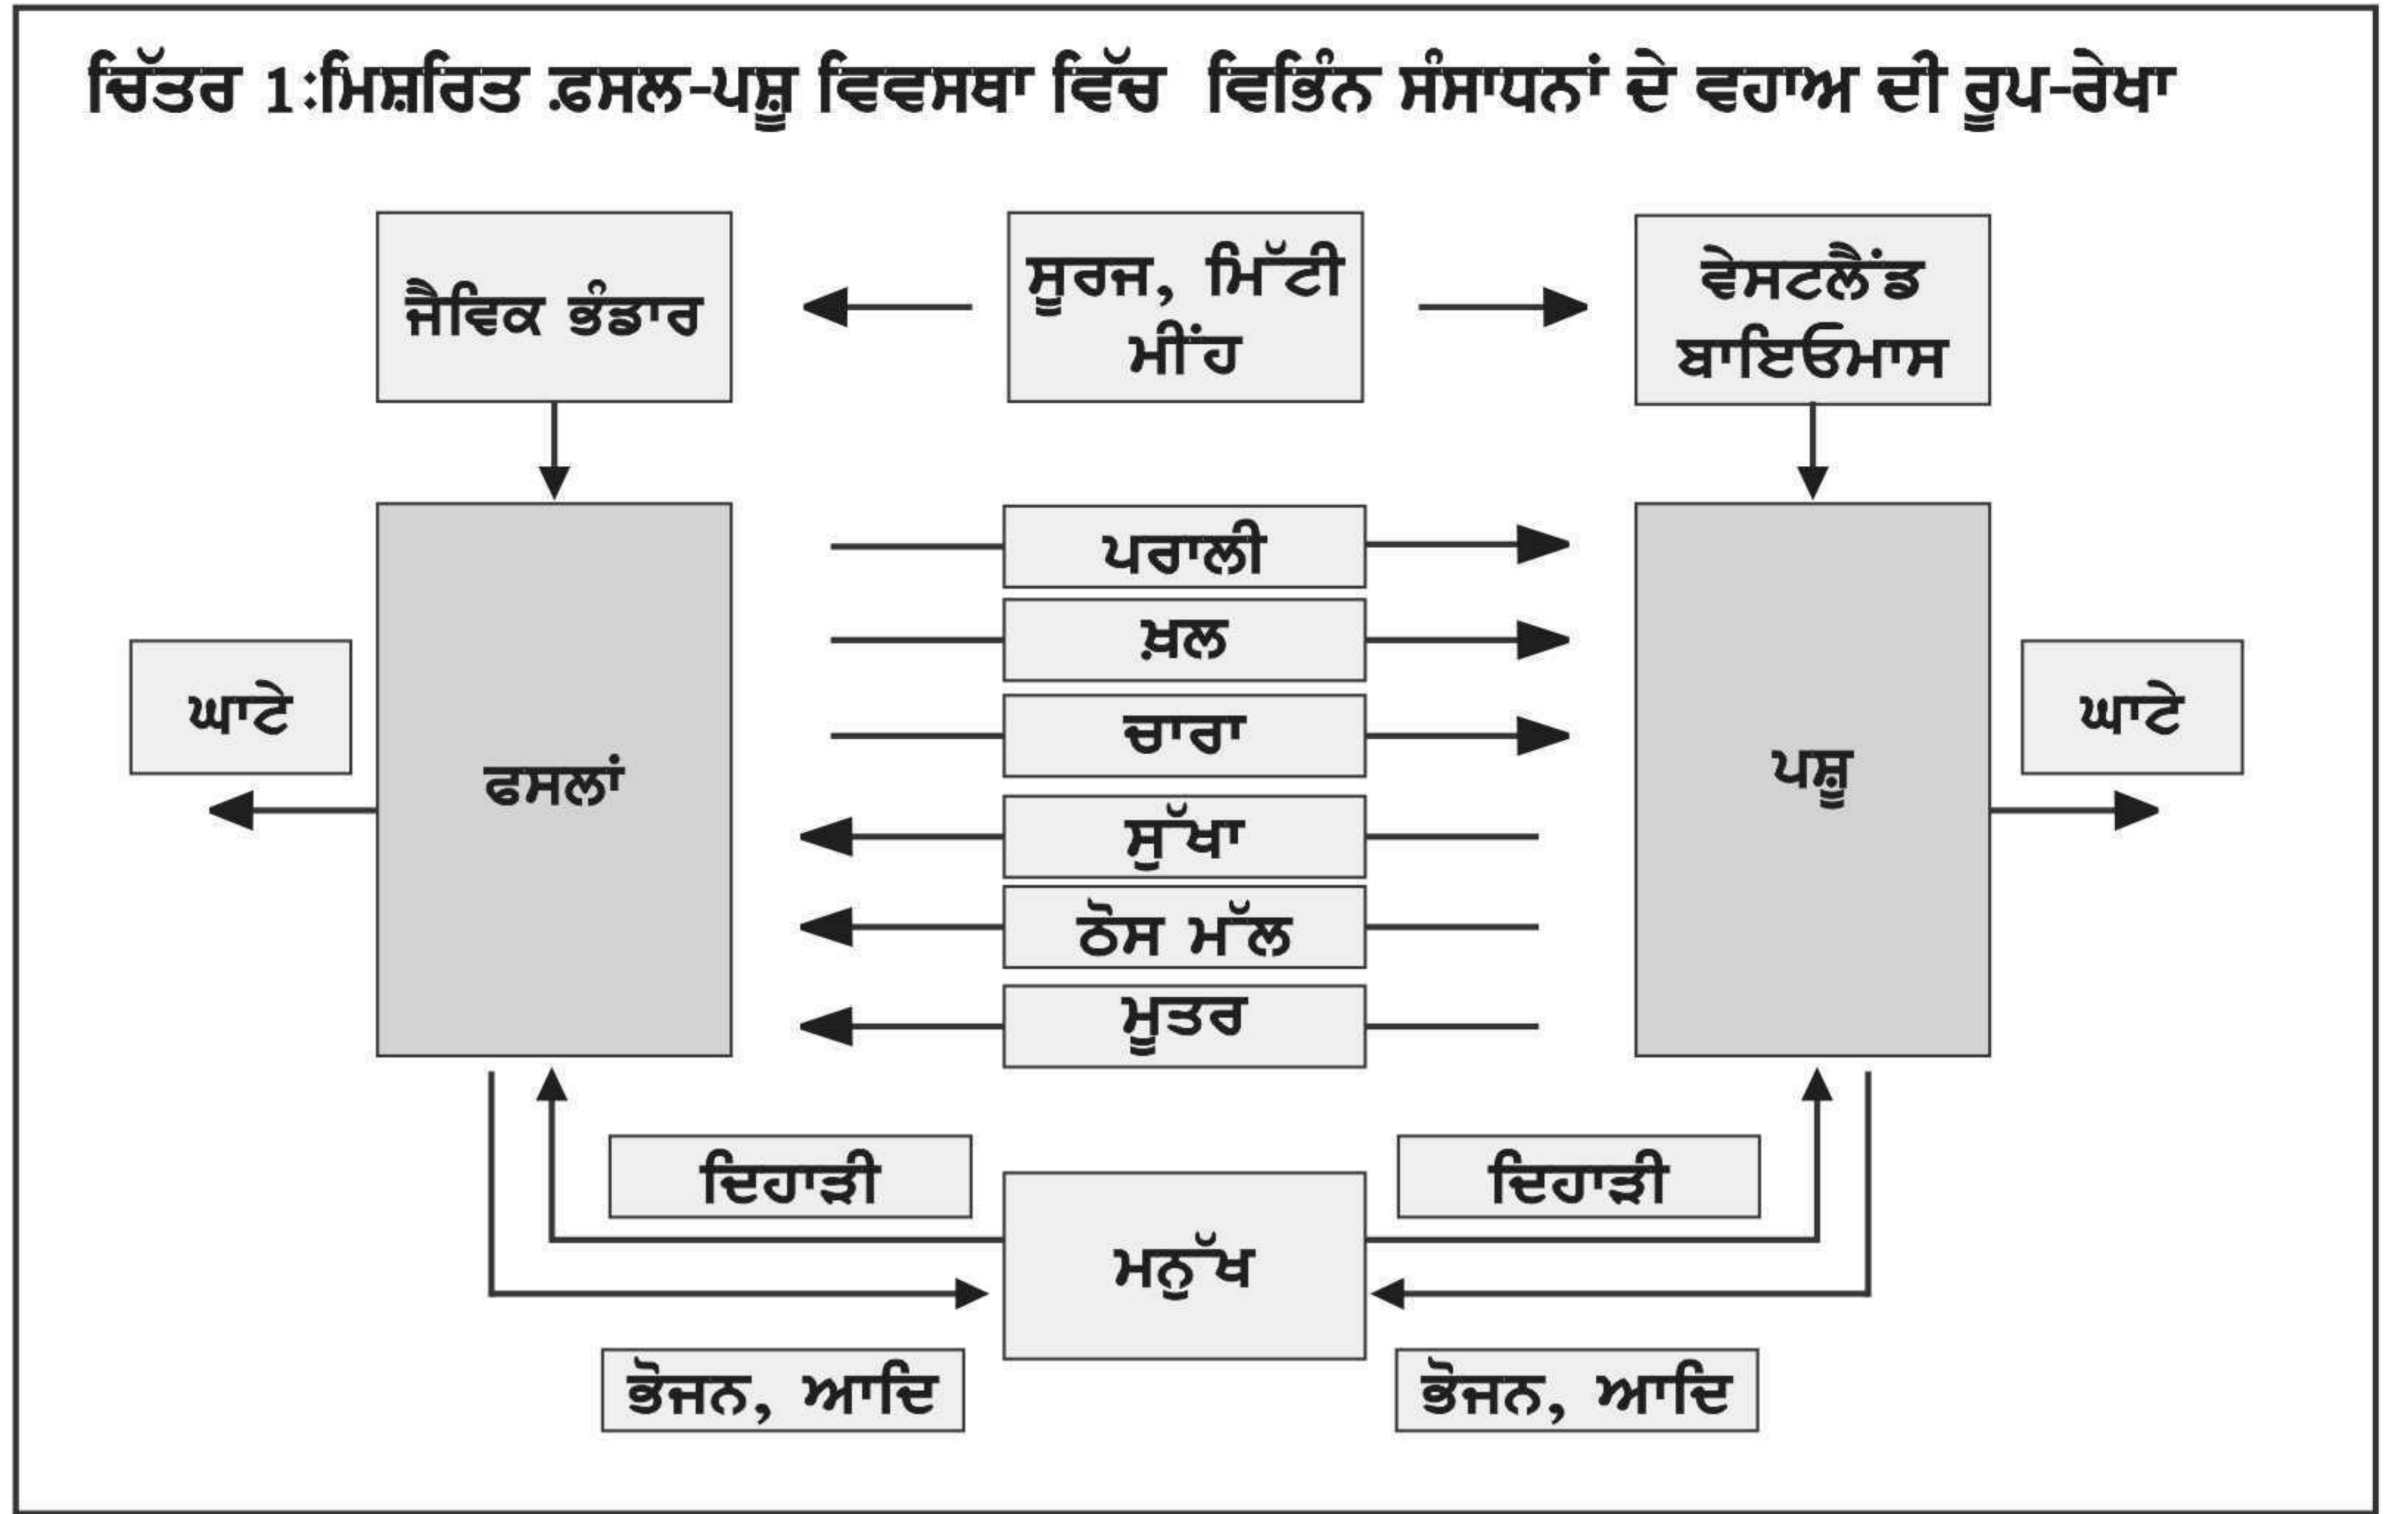 ਚਿੱਤਰ 1:ਮਿਸ਼ਰਿਤ ਫ਼ਸਲ-ਪਸ਼ੂ ਵਿਵਸਥਾ ਵਿੱਚ ਵਿਭਿੰਨ ਸੰਸਾਧਨਾਂ ਦੇ ਵਹਾਅ ਦੀ ਰੂਪ-ਰੇਖਾ
ਜੈਵਿਕ ਭੰਡਾਰ
ਸੂਰਜ, ਮਿੱਟੀ
ਮੀਂਹ
ਵੇਸਟਲੈਂਡ
ਬਾਇਓਮਾਸ
ਪਰਾਲੀ
ਖ਼ਲ
ਚਾਰਾ
ਸੁੱਖਾ
ਠੋਸ ਮੱਲ
ਮੂਤਰ
ਘਾਟੇ
ਫਸਲਾਂ
ਪਸ਼ੂ
ਘਾਟੇ
ਦਿਹਾੜੀ
ਮਨੁੱਖ
ਦਿਹਾੜੀ
ਭੋਜਨ, ਆਦਿ
ਭੋਜਨ, ਆਦਿ